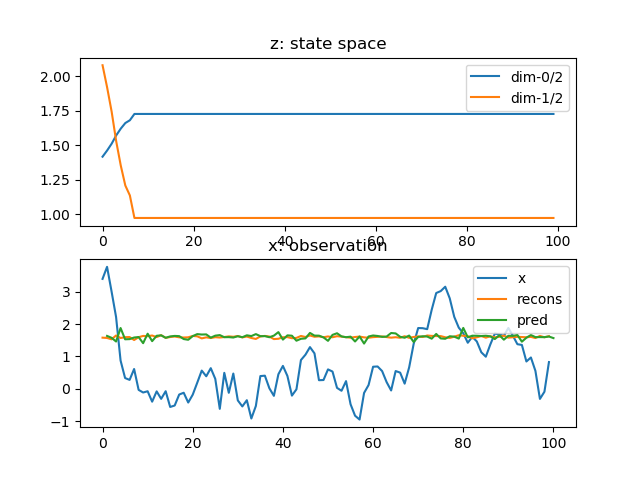 z: state space
2.00
1.75
1.50
1.25
1.00
dim-0/2
dim-1/2
0 20 40 60 80 100
x: observation
3
2
1
0
−1
x
recons
pred
0 20 40 60 80 100